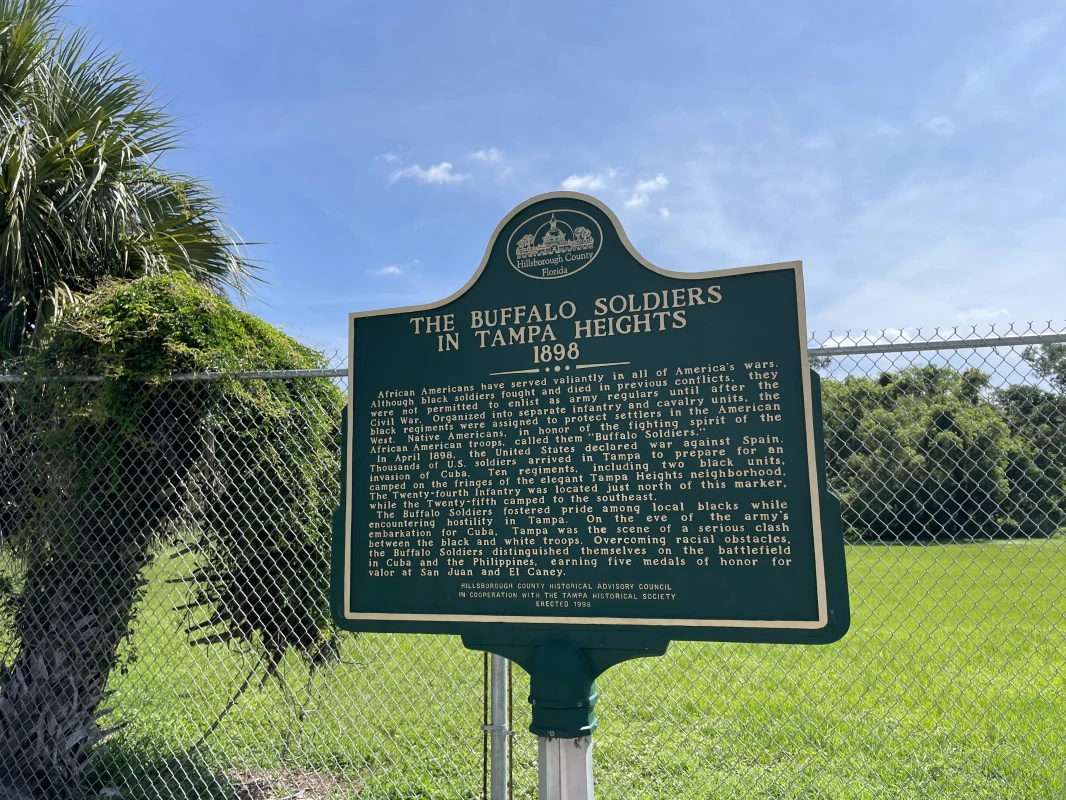 Hillsborough County
Florida
THE BUFFALO SOLDIERS
IN TAMPA HEIGHTS
1898
African Americans have served valiantly in all of America's wars.
Although black soldiers fought and died in previous conflicts, they
were not permitted to enlist as army regulars until after the
Civil War. Organized into separate infantry and cavalry units, the
black regiments were assigned to protect settlers in the American
West. Native Americans, in honor of the fighting spirit of the
African American troops, called them "Buffalo Soldiers."
In April 1898, the United States declared war against Spain.
Thousands of U.S. soldiers arrived in Tampa to prepare for an
invasion of Cuba. Ten regiments, including two black units,
camped on the fringes of the elegant Tampa Heights neighborhood.
The Twenty-fourth Infantry was located just north of this marker,
while the Twenty-fifth camped to the southeast.
The Buffalo Soldiers fostered pride among local blacks while
encountering hostility in Tampa. On the eve of the army's
embarkation for Cuba, Tampa was the scene of a serious clash
between the black and white troops. Overcoming racial obstacles,
the Buffalo Soldiers distinguished themselves on the battlefield
in Cuba and the Philippines, earning five medals of honor for
valor at San Juan and El Caney.
HILLSBOROUGH COUNTY HISTORICAL ADVISORY COUNCIL
IN COOPERATION WITH THE TAMPA HISTORICAL SOCIETY
ERECTED 1998